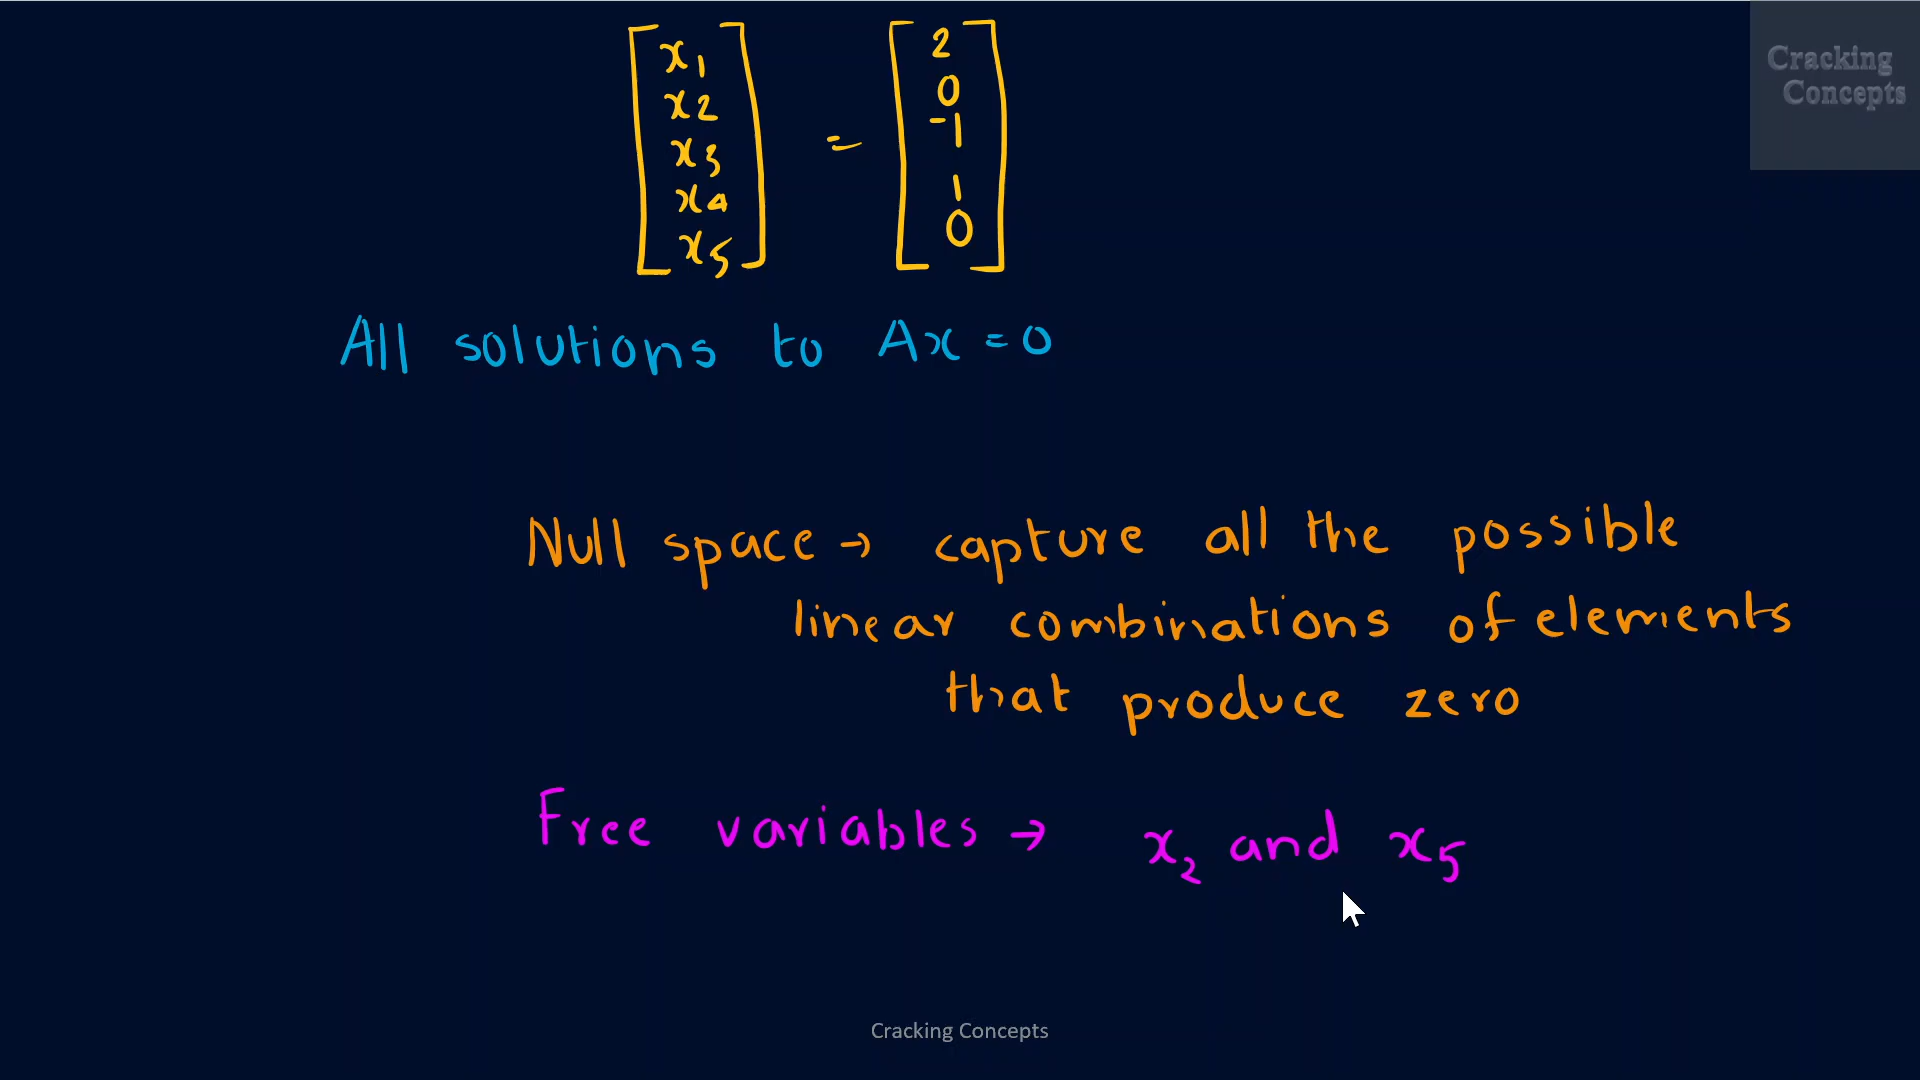 x1
x2
x3
x4
x5
=
2
0
-1
1
0
Cracking
Concepts
All solutions to Ax = 0
Null space → capture all the possible
linear combinations of elements
that produce zero
Free variables → x2 and x5
Cracking Concepts